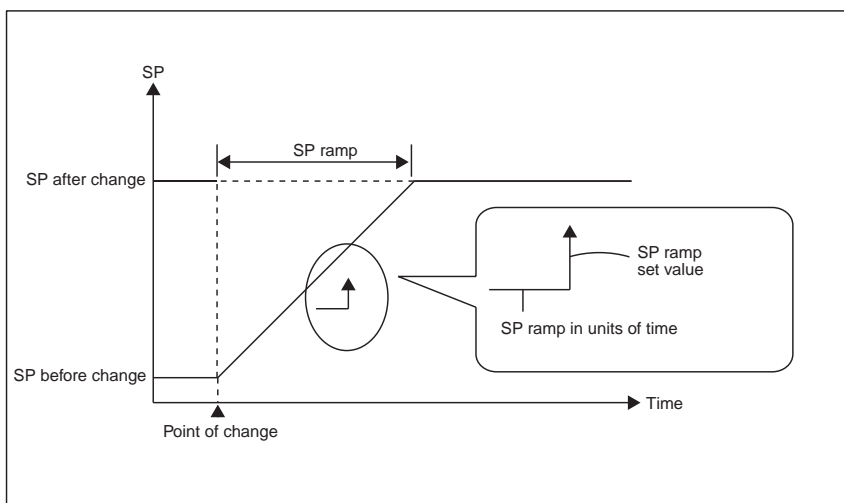 SP
SP ramp
SP after change
SP ramp
set value
SP ramp in units of time
SP before change
Time
Point of change